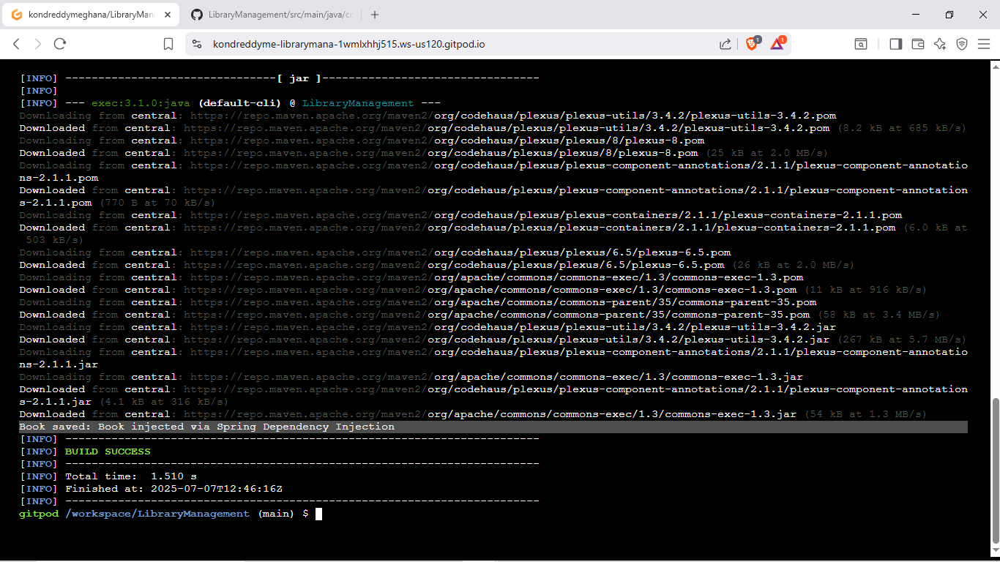 kondreddymeghana/LibraryMan
LibraryManagement/src/main/java/co
kondreddyme-librarymana-1wmlxhhj515.ws-us120.gitpod.io
1
1
[INFO] --------------------------------[ jar ]---------------------------------
[INFO]
[INFO] --- exec:3.1.0:java (default-cli) @ LibraryManagement ---
Downloading from central: https://repo.maven.apache.org/maven2/org/codehaus/plexus/plexus-utils/3.4.2/plexus-utils-3.4.2.pom
Downloaded from central: https://repo.maven.apache.org/maven2/org/codehaus/plexus/plexus-utils/3.4.2/plexus-utils-3.4.2.pom (8.2 kB at 685 kB/s)
Downloading from central: https://repo.maven.apache.org/maven2/org/codehaus/plexus/plexus/8/plexus-8.pom
Downloaded from central: https://repo.maven.apache.org/maven2/org/codehaus/plexus/plexus/8/plexus-8.pom (25 kB at 2.0 MB/s)
Downloading from central: https://repo.maven.apache.org/maven2/org/codehaus/plexus/plexus-component-annotations/2.1.1/plexus-component-annotatio
ns-2.1.1.pom
Downloaded from central: https://repo.maven.apache.org/maven2/org/codehaus/plexus/plexus-component-annotations/2.1.1/plexus-component-annotation
s-2.1.1.pom (770 B at 70 kB/s)
Downloading from central: https://repo.maven.apache.org/maven2/org/codehaus/plexus/plexus-containers/2.1.1/plexus-containers-2.1.1.pom
Downloaded from central: https://repo.maven.apache.org/maven2/org/codehaus/plexus/plexus-containers/2.1.1/plexus-containers-2.1.1.pom (6.0 kB at
503 kB/s)
Downloading from central: https://repo.maven.apache.org/maven2/org/codehaus/plexus/plexus/6.5/plexus-6.5.pom
Downloaded from central: https://repo.maven.apache.org/maven2/org/codehaus/plexus/plexus/6.5/plexus-6.5.pom (26 kB at 2.0 MB/s)
Downloading from central: https://repo.maven.apache.org/maven2/org/apache/commons/commons-exec/1.3/commons-exec-1.3.pom
Downloaded from central: https://repo.maven.apache.org/maven2/org/apache/commons/commons-exec/1.3/commons-exec-1.3.pom (11 kB at 916 kB/s)
Downloading from central: https://repo.maven.apache.org/maven2/org/apache/commons/commons-parent/35/commons-parent-35.pom
Downloaded from central: https://repo.maven.apache.org/maven2/org/apache/commons/commons-parent/35/commons-parent-35.pom (58 kB at 3.4 MB/s)
Downloading from central: https://repo.maven.apache.org/maven2/org/codehaus/plexus/plexus-utils/3.4.2/plexus-utils-3.4.2.jar
Downloaded from central: https://repo.maven.apache.org/maven2/org/codehaus/plexus/plexus-utils/3.4.2/plexus-utils-3.4.2.jar (267 kB at 5.7 MB/s)
Downloading from central: https://repo.maven.apache.org/maven2/org/codehaus/plexus/plexus-component-annotations/2.1.1/plexus-component-annotatio
ns-2.1.1.jar
Downloading from central: https://repo.maven.apache.org/maven2/org/apache/commons/commons-exec/1.3/commons-exec-1.3.jar
Downloaded from central: https://repo.maven.apache.org/maven2/org/codehaus/plexus/plexus-component-annotations/2.1.1/plexus-component-annotation
s-2.1.1.jar (4.1 kB at 316 kB/s)
Downloaded from central: https://repo.maven.apache.org/maven2/org/apache/commons/commons-exec/1.3/commons-exec-1.3.jar (54 kB at 1.3 MB/s)
Book saved: Book injected via Spring Dependency Injection
[INFO] ------------------------------------------------------------------------
[INFO] BUILD SUCCESS
[INFO] ------------------------------------------------------------------------
[INFO] Total time:  1.510 s
[INFO] Finished at: 2025-07-07T12:46:16Z
[INFO] ------------------------------------------------------------------------
gitpod /workspace/LibraryManagement (main) $